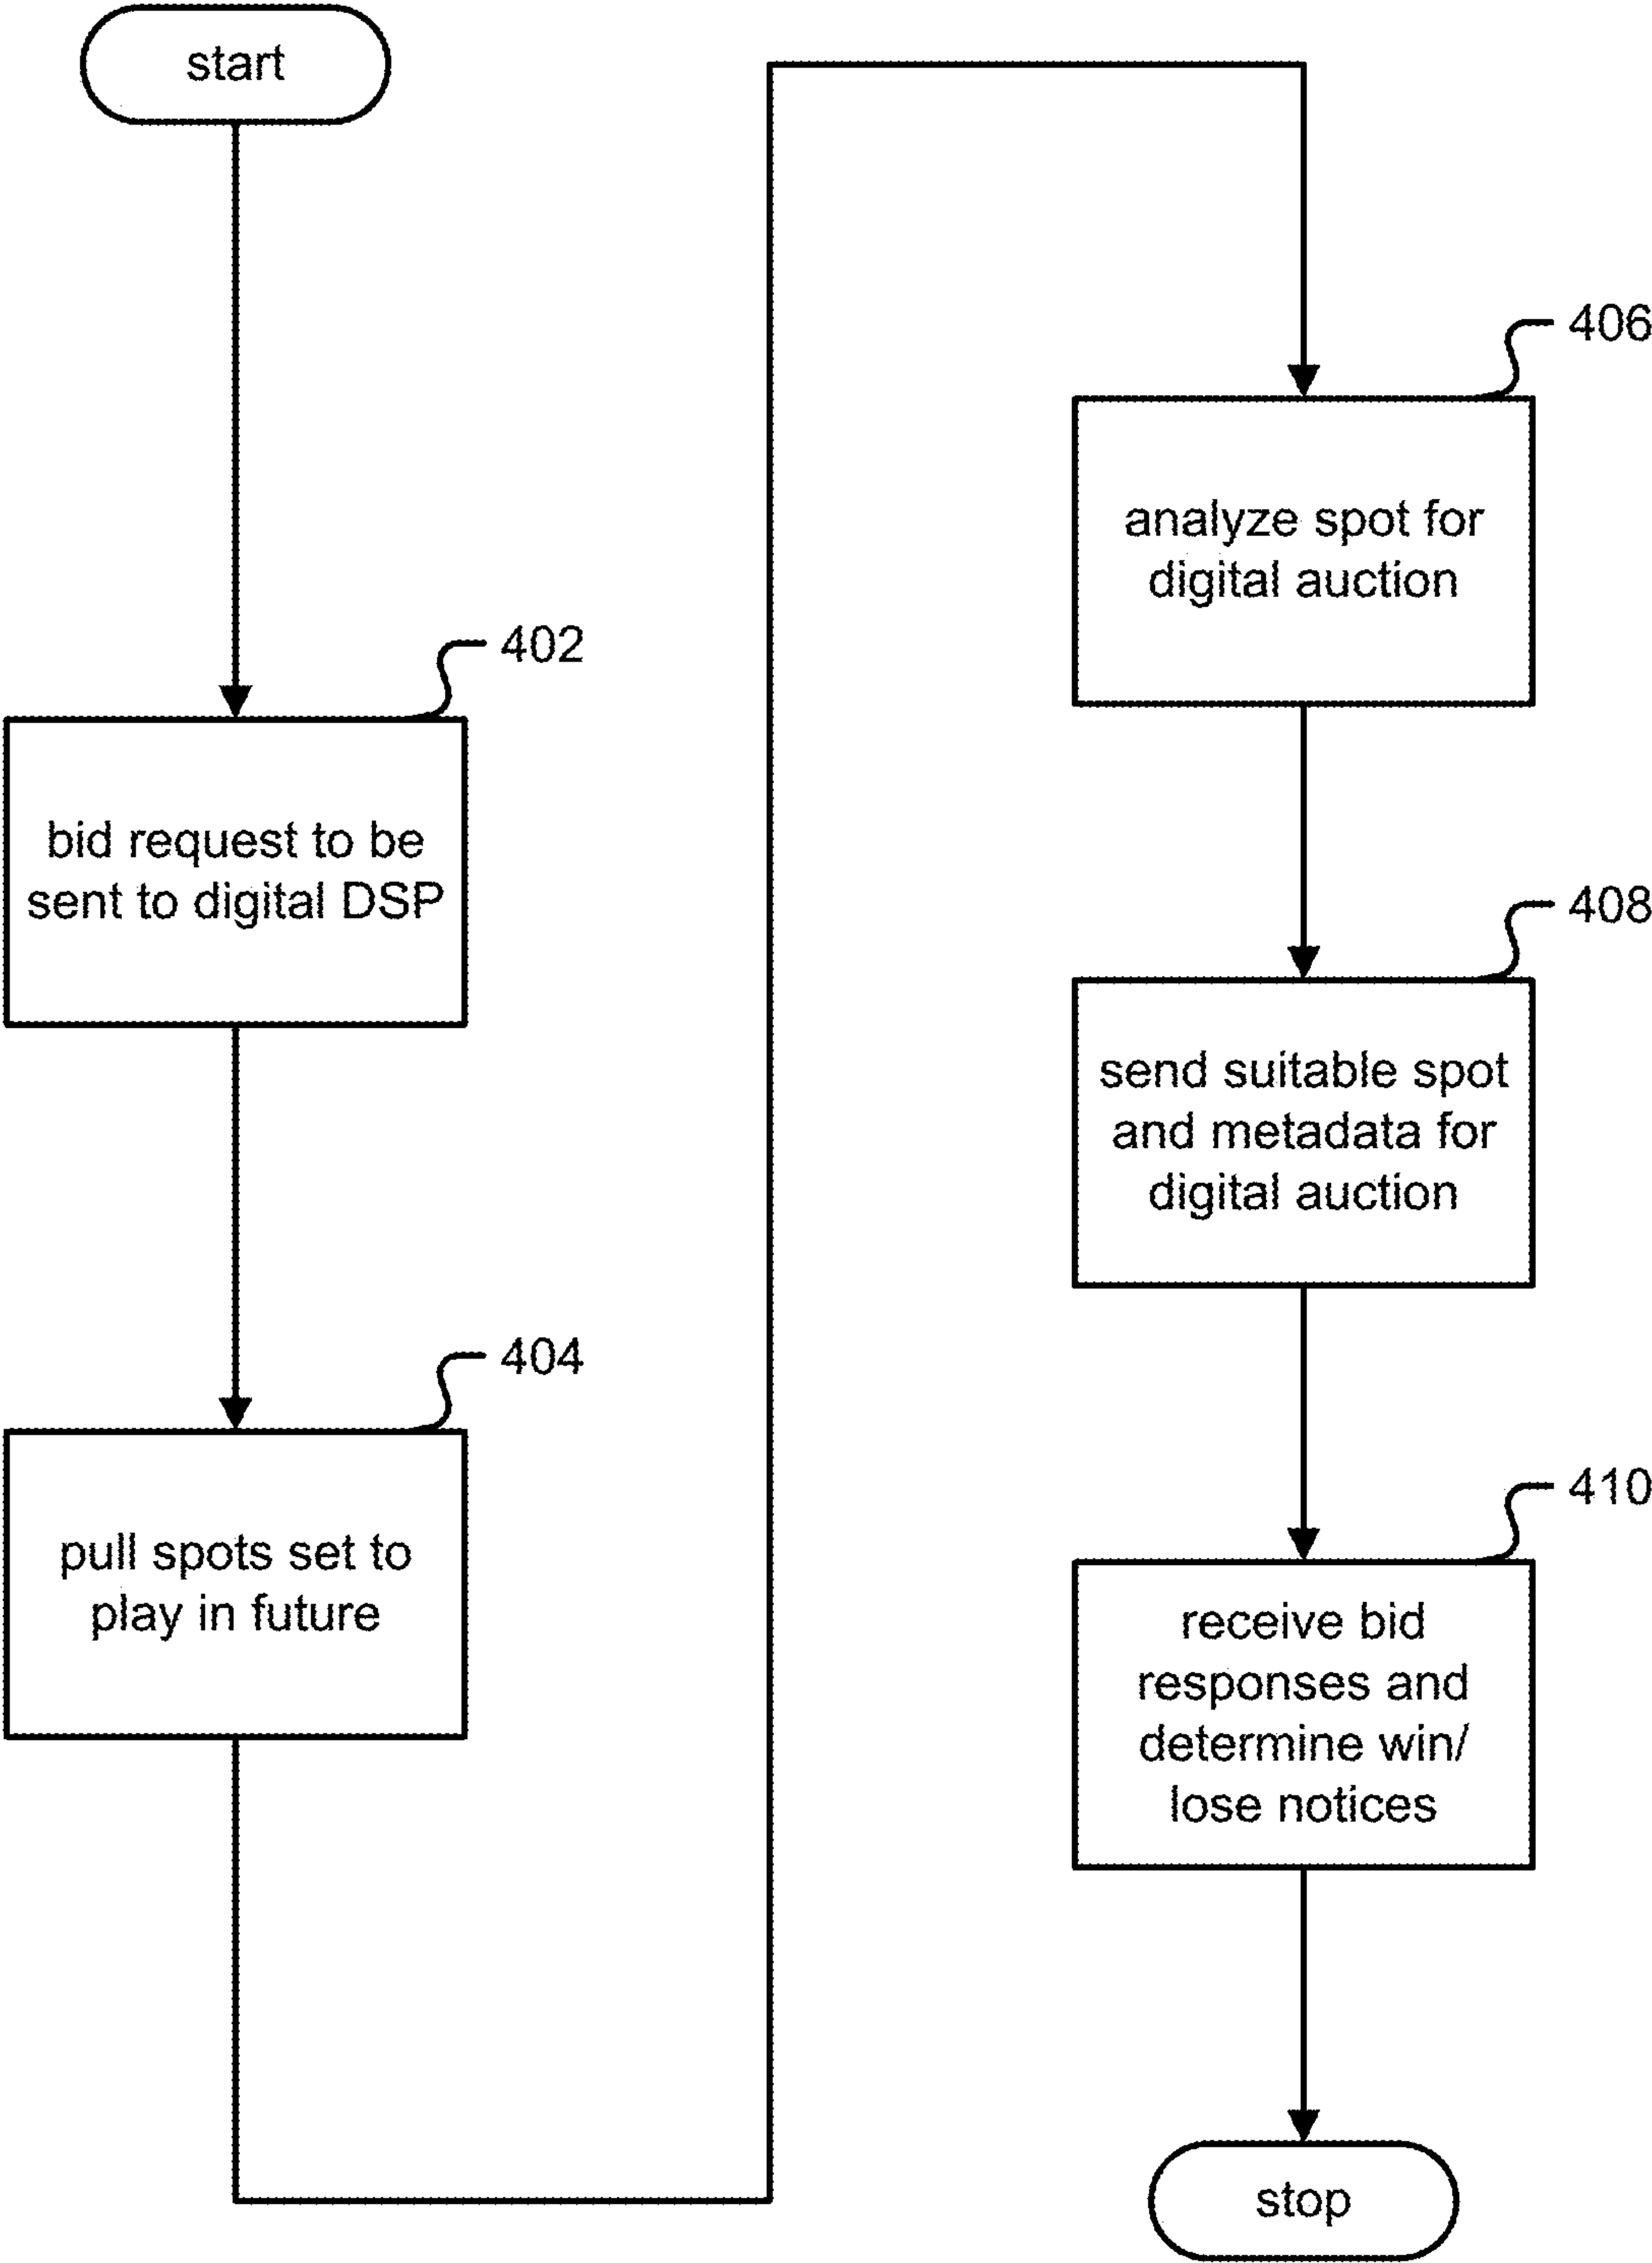 start
402
bid request to be
sent to digital DSP
404
pull spots set to
play in future
406
analyze spot for
digital auction
408
send suitable spot
and metadata for
digital auction
410
receive bid
responses and
determine win/
lose notices
stop